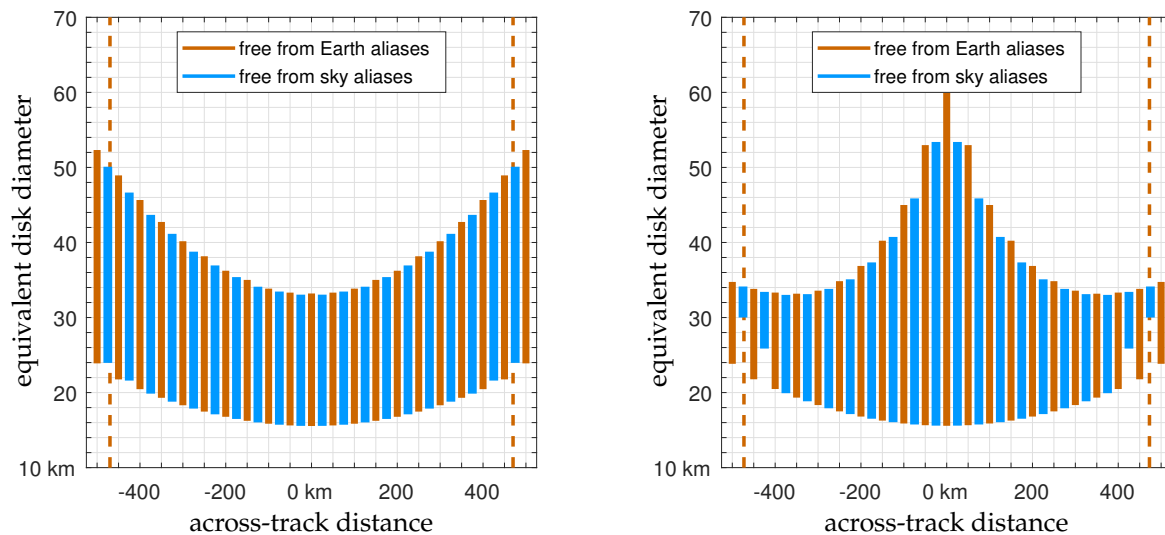 70
60
50
40
30
20
10 km
equivalent disk diameter
free from Earth aliases
free from sky aliases
-400 -200 0 km 200 400
across-track distance
70
60
50
40
30
20
10 km
equivalent disk diameter
free from Earth aliases
free from sky aliases
-400 -200 0 km 200 400
across-track distance